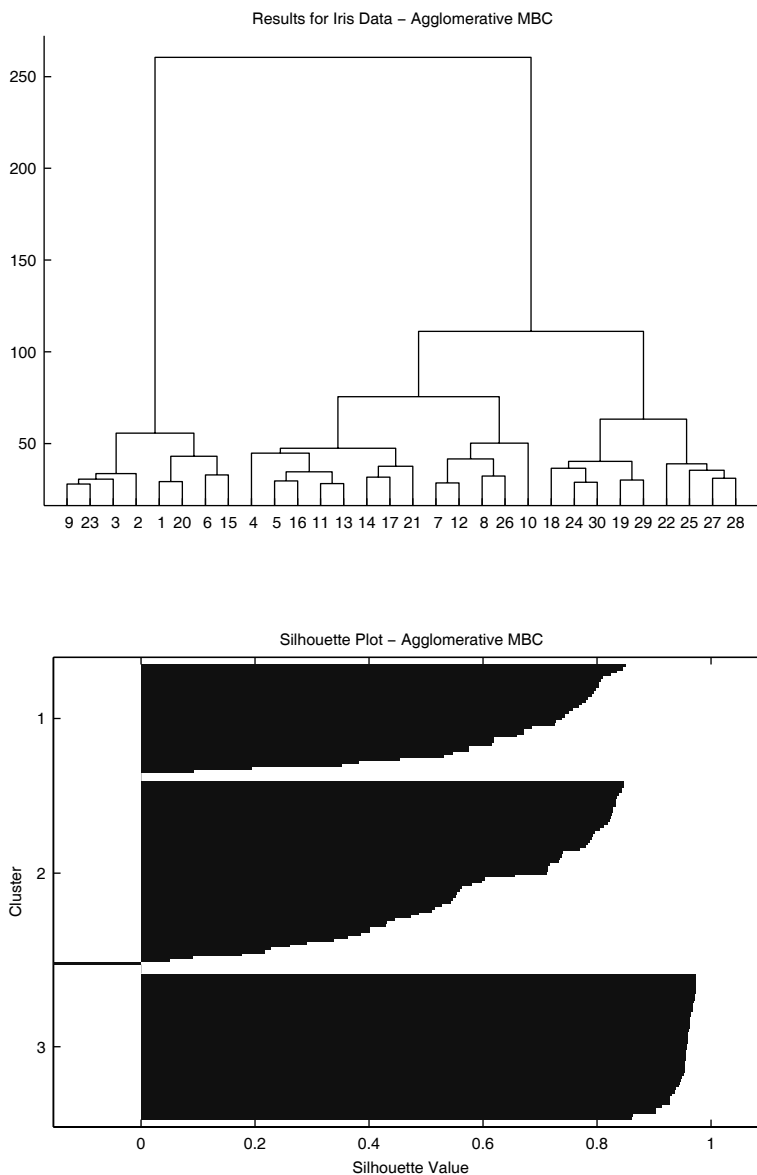 Results for Iris Data − Agglomerative MBC
250
200
150
100
50
9 23 3 2 1 20 6 15 4 5 16 11 13 14 17 21 7 12 8 26 10 18 24 30 19 29 22 25 27 28
Silhouette Plot − Agglomerative MBC
1
2
3
Cluster
0 0.2 0.4 0.6 0.8 1
Silhouette Value